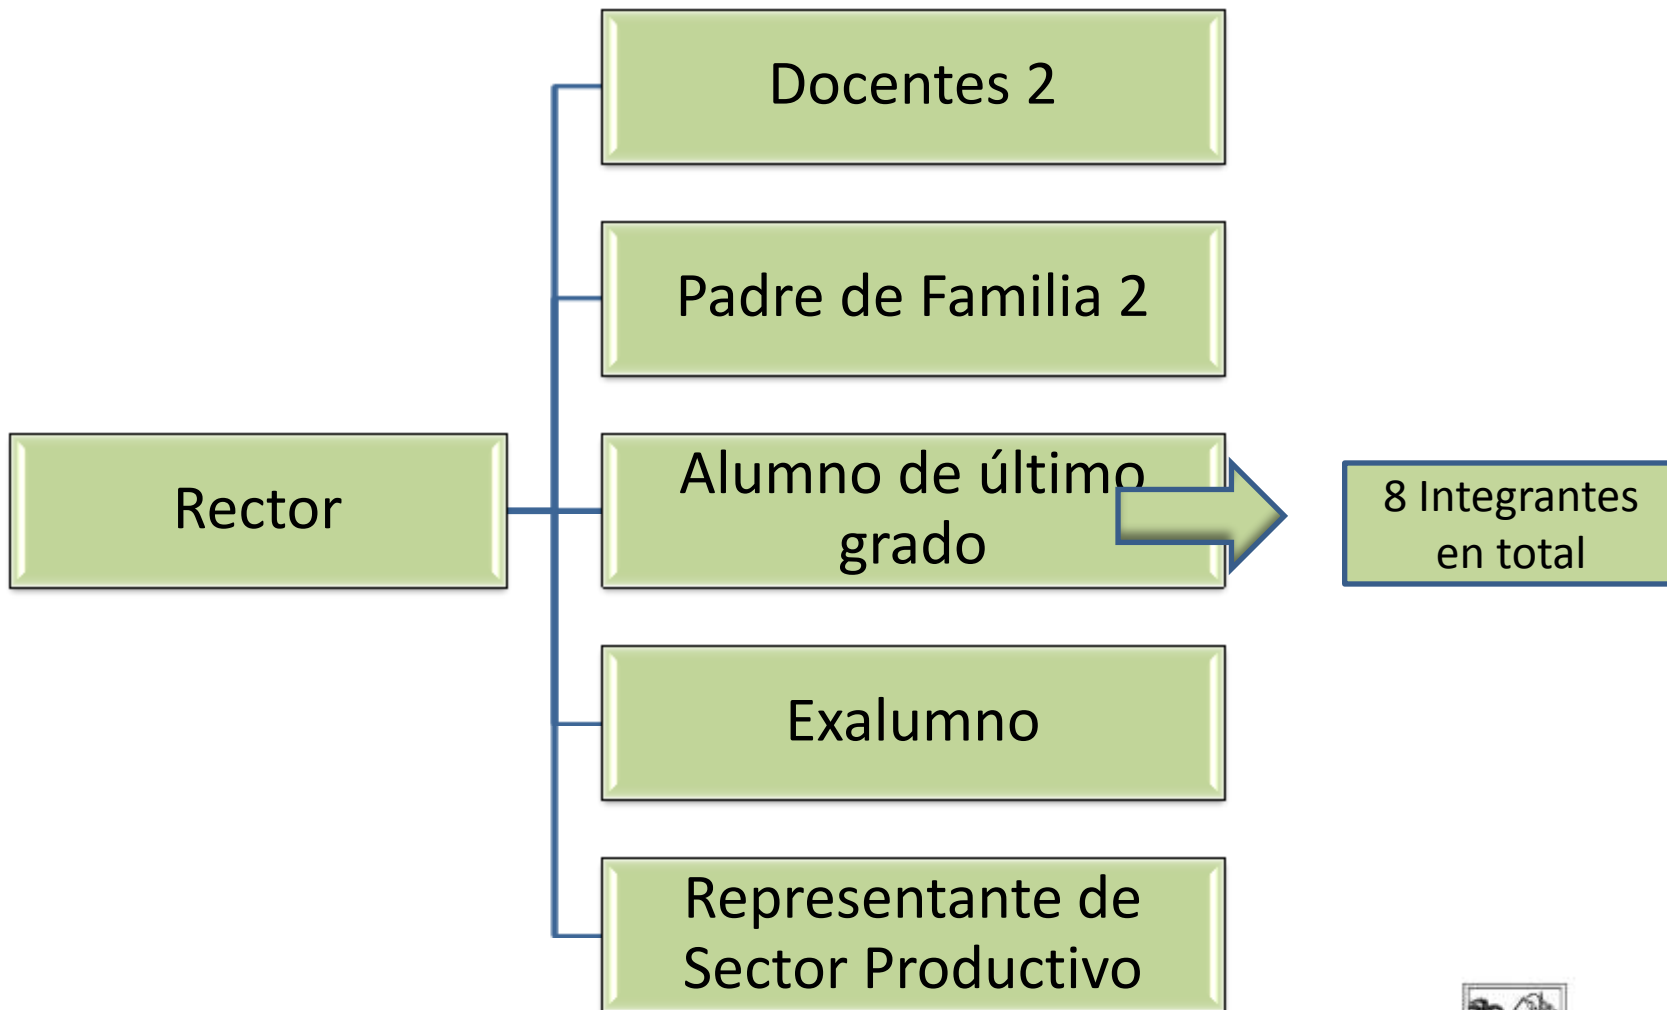 Docentes 2
Padre de Familia 2
Rector
Alumno de último
grado
8 Integrantes
en total
Exalumno
Representante de
Sector Productivo